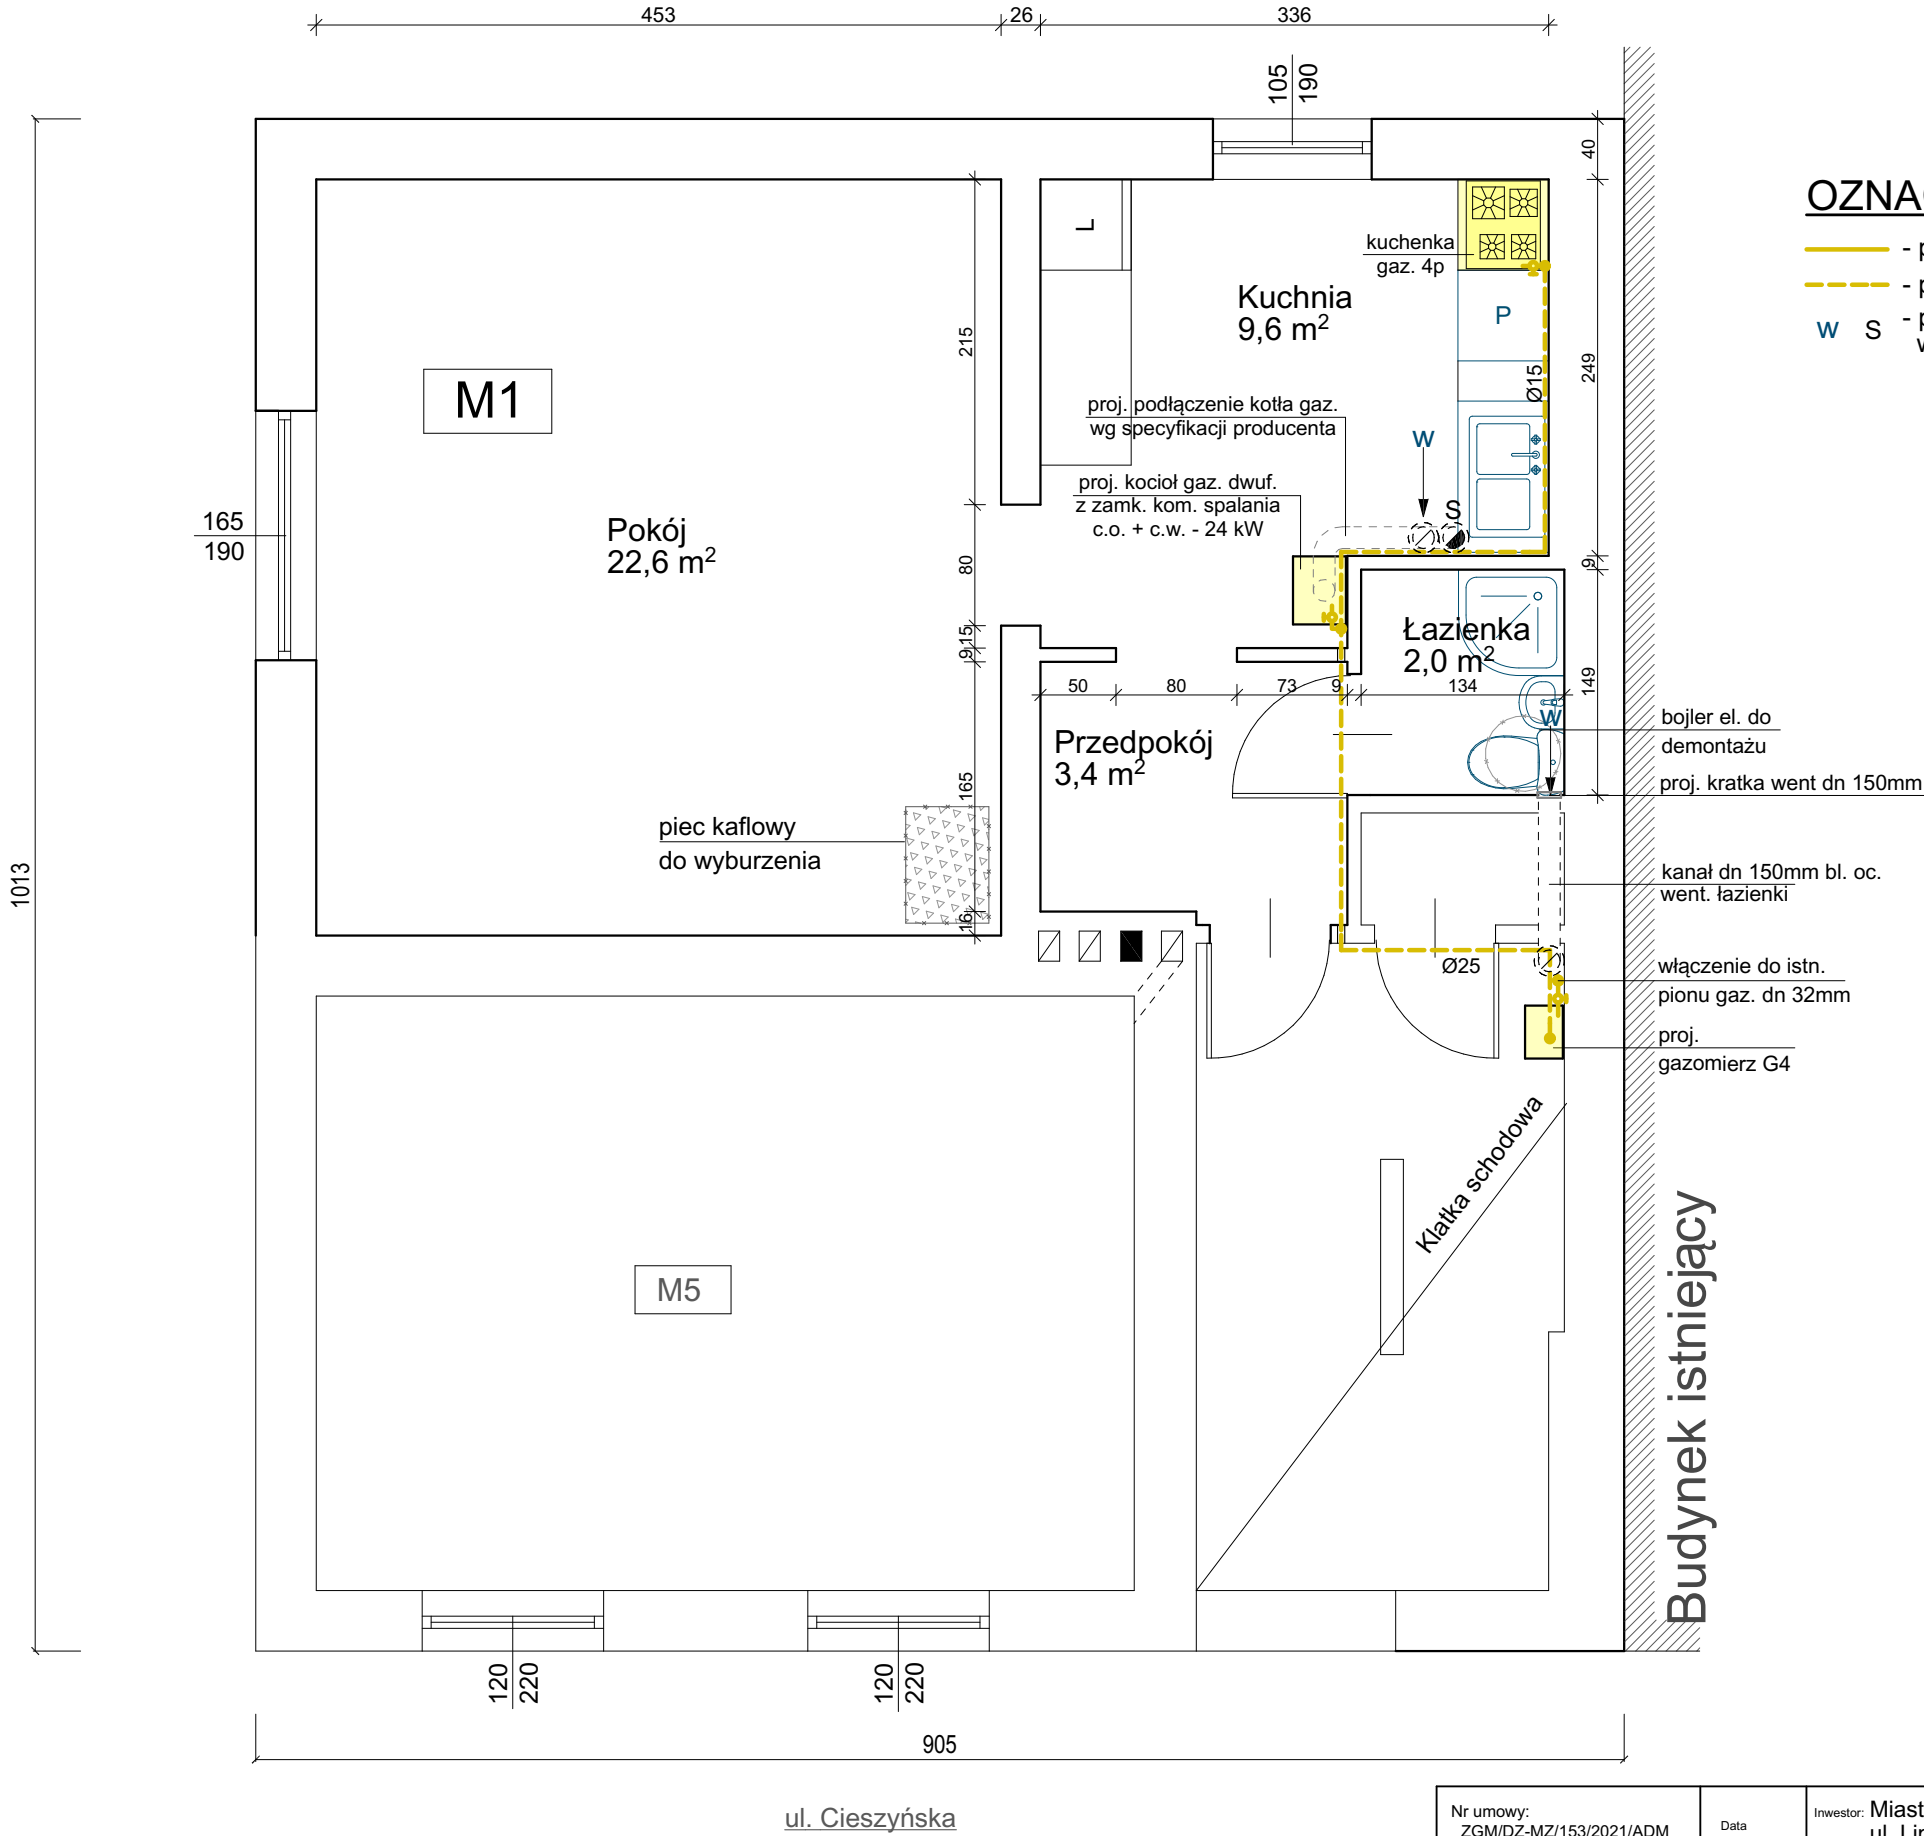 453
26
336
105
190
40
OZNA
kuchenka
gaz. 4p
- p
- p
W S - p
w
Kuchnia
9,6 m²
P
L
215
249
Ø15
M1
proj. podłączenie kotła gaz.
wg specyfikacji producenta
W
proj. kocioł gaz. dwuf.
z zamk. kom. spalania
c.o. + c.w. - 24 kW
S
165
190
Pokój
22,6 m²
80
9
15
9
Łazienka
2,0 m²
50
80
73
9
134
149
W
bojler el. do
demontażu
Przedpokój
3,4 m²
165
proj. kratka went dn 150mm
piec kaflowy
do wyburzenia
1013
kanał dn 150mm bl. oc.
went. łazienki
16
Ø25
włączenie do istn.
pionu gaz. dn 32mm
proj.
gazomierz G4
Klatka schodowa
Budynek istniejący
M5
120
220
120
220
905
ul. Cieszyńska
Nr umowy:
ZGM/DZ-MZ/153/2021/ADM
Data
Inwestor: Miast
ul. Lip